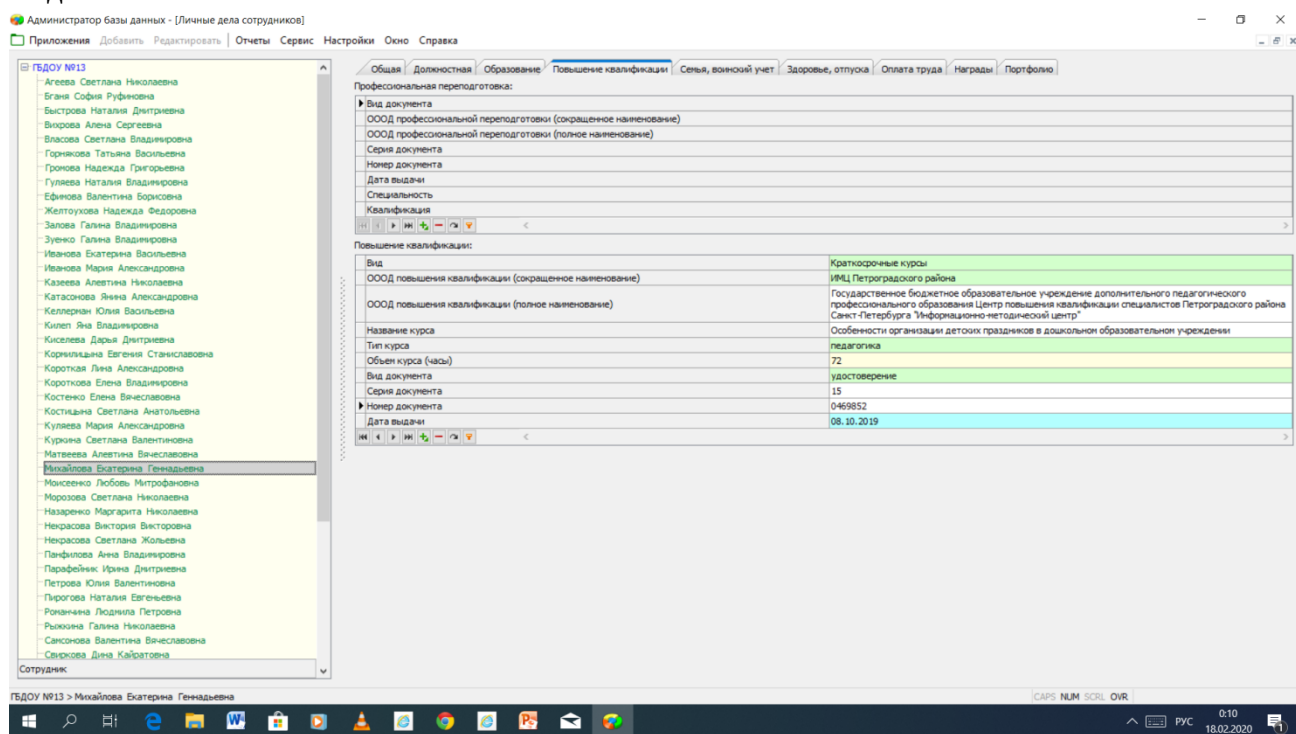 Администратор базы данных - [Личные дела сотрудников]
Приложения Добавить Редактировать Отчеты Сервис Настройки Окно Справка
ГБДОУ №13
Агеева Светлана Николаевна
Бганя София Руфиновна
Быстрова Наталия Дмитриевна
Вихрова Алена Сергеевна
Власова Светлана Владимировна
Горнякова Татьяна Васильевна
Громова Надежда Григорьевна
Гуляева Наталия Владимировна
Ефимова Валентина Борисовна
Желтоухова Надежда Федоровна
Залова Галина Владимировна
Зуенко Галина Владимировна
Иванова Екатерина Васильевна
Иванова Мария Александровна
Казеева Алевтина Николаевна
Катасонова Янина Александровна
Келлерман Юлия Васильевна
Килеп Яна Владимировна
Киселева Дарья Дмитриевна
Корнилицына Евгения Станиславовна
Короткая Лина Александровна
Короткова Елена Владимировна
Костенко Елена Вячеславовна
Костицына Светлана Анатольевна
Куляева Мария Александровна
Куркина Светлана Валентиновна
Матвеева Алевтина Вячеславовна
Михайлова Екатерина Геннадьевна
Моисеенко Любовь Митрофановна
Морозова Светлана Николаевна
Назаренко Маргарита Николаевна
Некрасова Виктория Викторовна
Некрасова Светлана Жольевна
Панфилова Анна Владимировна
Парафейник Ирина Дмитриевна
Петрова Юлия Валентиновна
Пирогова Наталия Евгеньевна
Романчина Людмила Петровна
Рыжкина Галина Николаевна
Самсонова Валентина Вячеславовна
Свиркова Дина Кайратовна
Сотрудник
Общая Должностная Образование Повышение квалификации Семья, воинский учет Здоровье, отпуска Оплата труда Награды Портфолио
Профессиональная переподготовка:
Вид документа
ОООД профессиональной переподготовки (сокращенное наименование)
ОООД профессиональной переподготовки (полное наименование)
Серия документа
Номер документа
Дата выдачи
Специальность
Квалификация
Повышение квалификации:
Вид Краткосрочные курсы
ОООД повышения квалификации (сокращенное наименование) ИМЦ Петроградского района
ОООД повышения квалификации (полное наименование) Государственное бюджетное образовательное учреждение дополнительного педагогического
профессионального образования Центр повышения квалификации специалистов Петроградского района
Санкт-Петербурга "Информационно-методический центр"
Название курса Особенности организации детских праздников в дошкольном образовательном учреждении
Тип курса педагогика
Объем курса (часы) 72
Вид документа удостоверение
Серия документа 15
Номер документа 0469852
Дата выдачи 08.10.2019
ГБДОУ №13 > Михайлова Екатерина Геннадьевна CAPS NUM SCRL OVR
РУС 0:10
18.02.2020